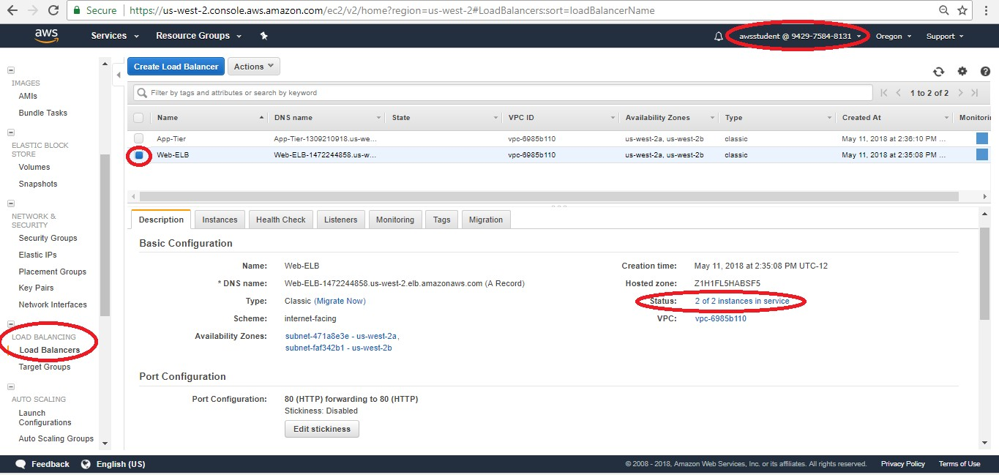 Secure https://us-west-2.console.aws.amazon.com/ec2/v2/home?region=us-west-2#LoadBalancers:sort=loadBalancerName
aws Services Resource Groups awsstudent @ 9429-7584-8131 Oregon Support
IMAGES
AMIs
Bundle Tasks
ELASTIC BLOCK
STORE
Volumes
Snapshots
NETWORK &
SECURITY
Security Groups
Elastic IPs
Placement Groups
Key Pairs
Network Interfaces
LOAD BALANCING
Load Balancers
Target Groups
AUTO SCALING
Launch
Configurations
Auto Scaling Groups
Create Load Balancer Actions
Filter by tags and attributes or search by keyword 1 to 2 of 2
Name DNS name State VPC ID Availability Zones Type Created At Monitorin
App-Tier App-Tier-1309210918.us-we... vpc-6985b110 us-west-2a, us-west-2b classic May 11, 2018 at 2:36:10 PM ...
Web-ELB Web-ELB-1472244858.us-w... vpc-6985b110 us-west-2a, us-west-2b classic May 11, 2018 at 2:35:08 PM ...
Description Instances Health Check Listeners Monitoring Tags Migration
Basic Configuration
Name: Web-ELB Creation time: May 11, 2018 at 2:35:08 PM UTC-12
* DNS name: Web-ELB-1472244858.us-west-2.elb.amazonaws.com (A Record) Hosted zone: Z1H1FL5HABSF5
Type: Classic (Migrate Now) Status: 2 of 2 instances in service
Scheme: internet-facing VPC: vpc-6985b110
Availability Zones: subnet-471a8e3e - us-west-2a,
subnet-faf342b1 - us-west-2b
Port Configuration
Port Configuration: 80 (HTTP) forwarding to 80 (HTTP)
Stickiness: Disabled
Edit stickiness
Feedback English (US) © 2008 - 2018, Amazon Web Services, Inc. or its affiliates. All rights reserved. Privacy Policy Terms of Use